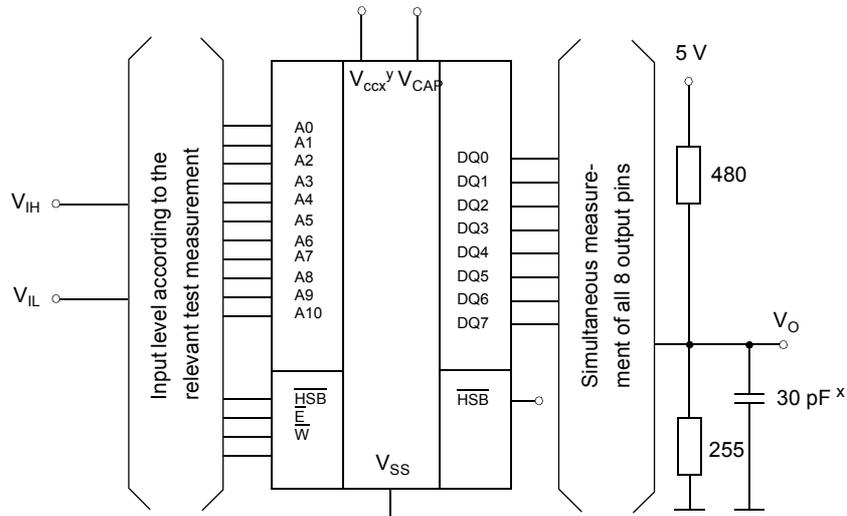 V_CCX^y V_CAP
5 V
A0
A1
A2
A3
A4
A5
A6
A7
A8
A9
A10
DQ0
DQ1
DQ2
DQ3
DQ4
DQ5
DQ6
DQ7
V_IH
V_IL
Input level according to the
relevant test measurement
Simultaneous measure-
ment of all 8 output pins
480
V_O
30 pF x
255
HSB
E
W
HSB
V_SS